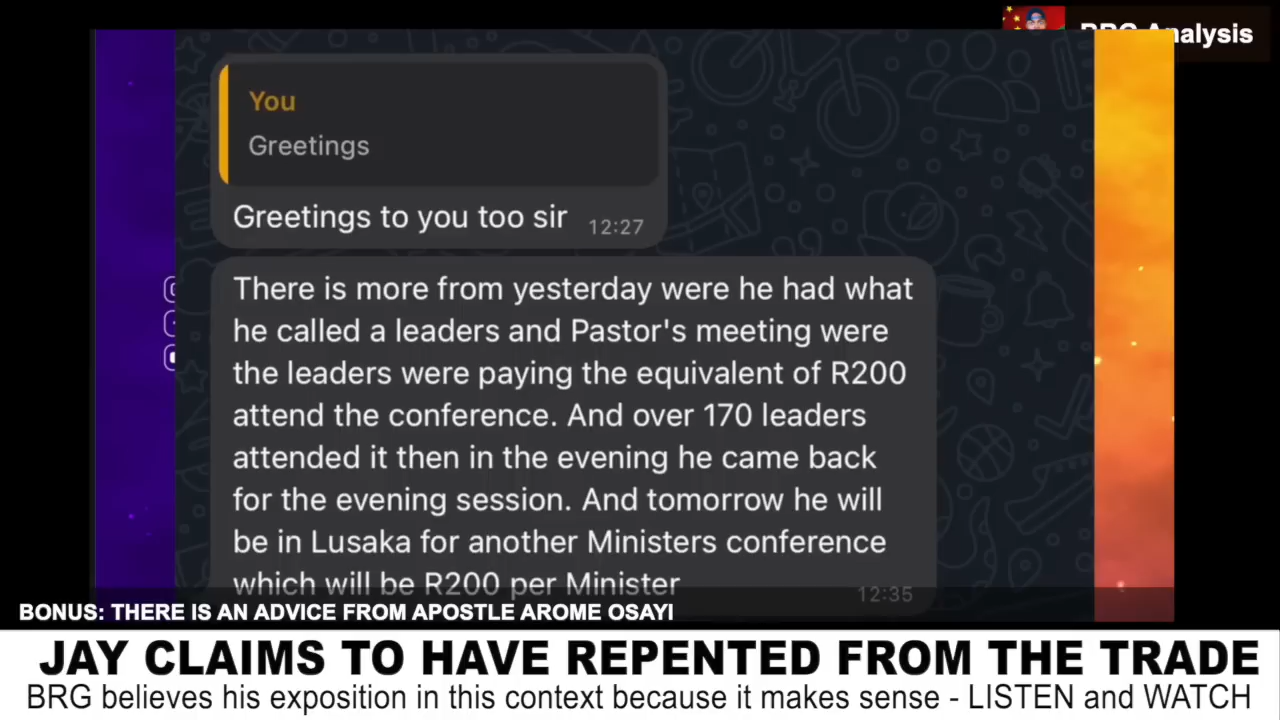 Analysis
You
Greetings
Greetings to you too sir 12:27
There is more from yesterday were he had what
he called a leaders and Pastor's meeting were
the leaders were paying the equivalent of R200
attend the conference. And over 170 leaders
attended it then in the evening he came back
for the evening session. And tomorrow he will
be in Lusaka for another Ministers conference
which will be R200 per Minister 12:35
BONUS: THERE IS AN ADVICE FROM APOSTLE AROME OSAYI
JAY CLAIMS TO HAVE REPENTED FROM THE TRADE
BRG believes his exposition in this context because it makes sense - LISTEN and WATCH